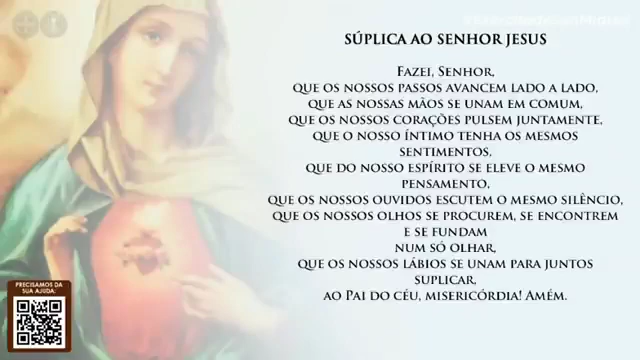 SÚPLICA AO SENHOR JESUS
FAZEI, SENHOR,
QUE OS NOSSOS PASSOS AVANCEM LADO A LADO,
QUE AS NOSSAS MÃOS SE UNAM EM COMUM,
QUE OS NOSSOS CORAÇÕES PULSEM JUNTAMENTE,
QUE O NOSSO ÍNTIMO TENHA OS MESMOS
SENTIMENTOS,
QUE DO NOSSO ESPÍRITO SE ELEVE O MESMO
PENSAMENTO,
QUE OS NOSSOS OUVIDOS ESCUTEM O MESMO SILÊNCIO,
QUE OS NOSSOS OLHOS SE PROCUREM, SE ENCONTREM
E SE FUNDAM
NUM SÓ OLHAR,
QUE OS NOSSOS LÁBIOS SE UNAM PARA JUNTOS
SUPLICAR,
AO PAI DO CÉU, MISERICÓRDIA! AMÉM.
PRECISAMOS DA
SUA AJUDA: